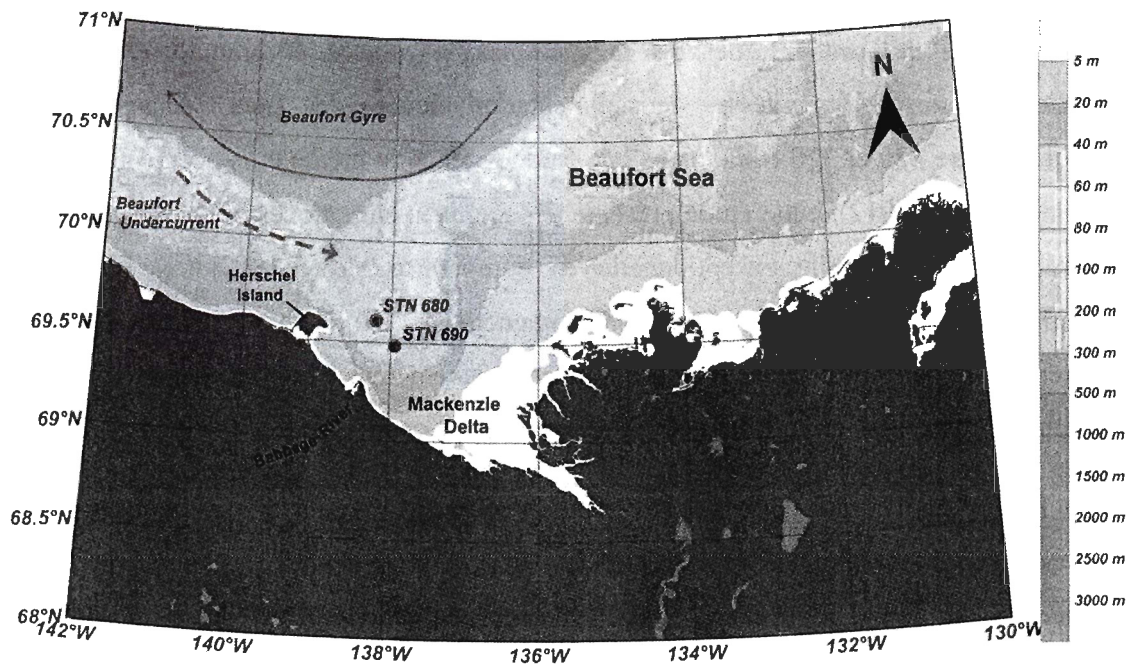 71°N
70.5°N
70°N
69.5°N
69°N
68.5°N
68°N
142°W
140°W
138°W
136°W
134°W
132°W
130°W
Beaufort Gyre
Beaufort Sea
N
Beaufort
Undercurrent
Herschel
Island
STN 680
STN 690
Mackenzie
Delta
Babbage River
5 m
20 m
40 m
60 m
80 m
100 m
200 m
300 m
500 m
1000 m
1500 m
2000 m
2500 m
3000 m